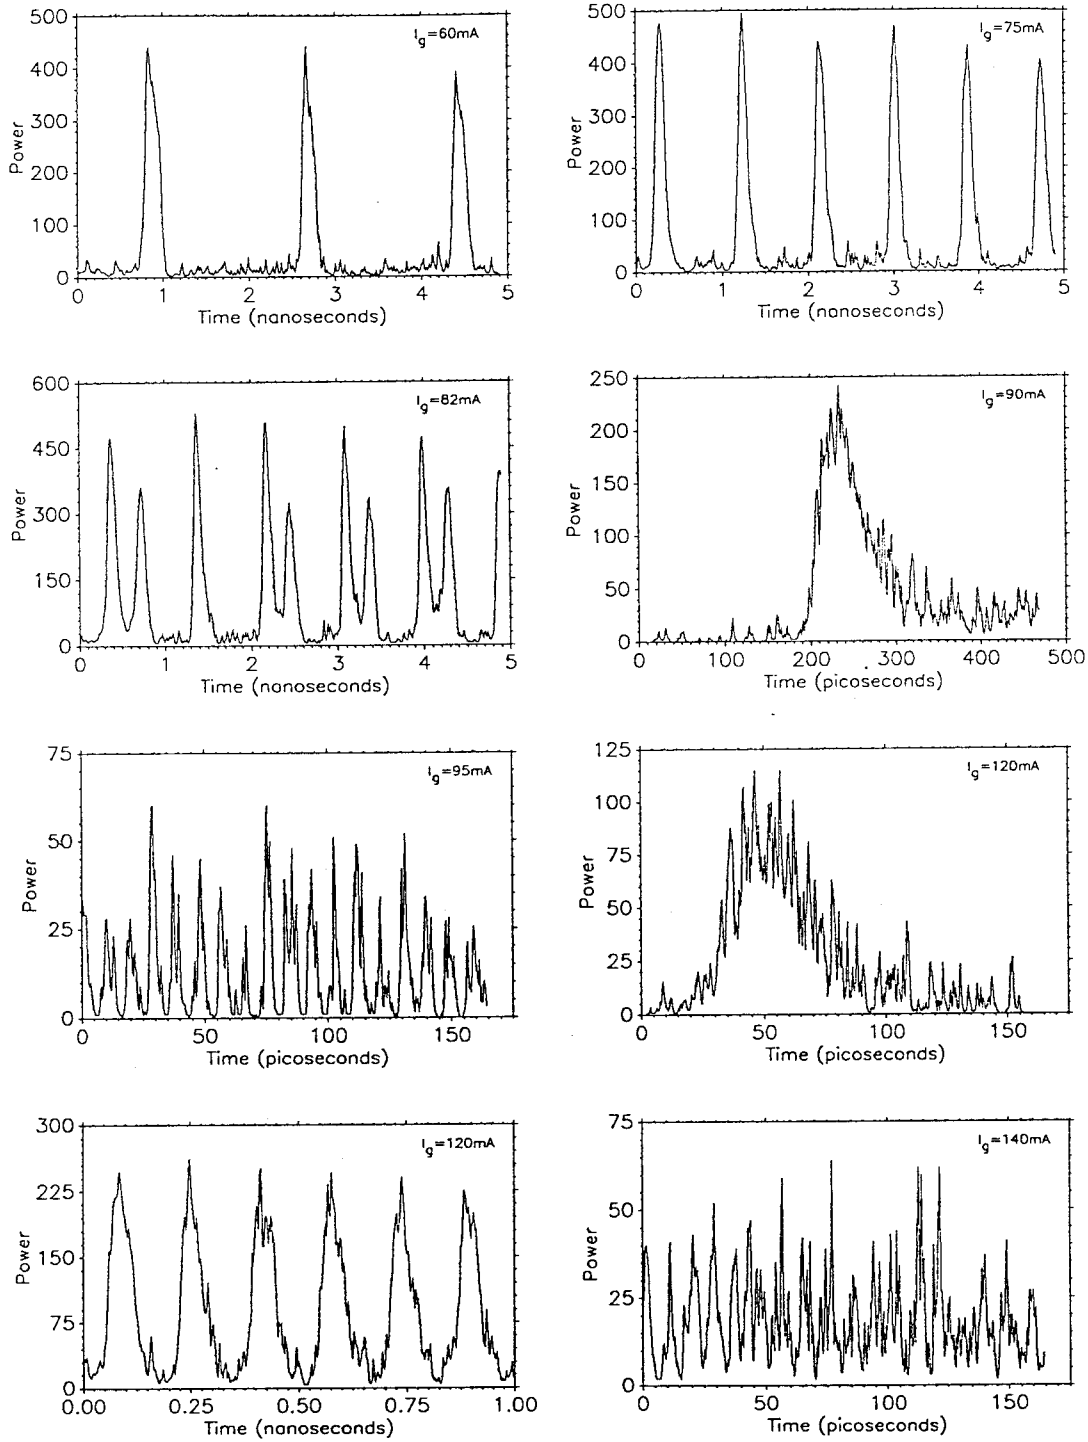 500
400
300
200
100
0
Power
I_g=60mA
0 1 2 3 4 5
Time (nanoseconds)
500
400
300
200
100
0
Power
I_g=75mA
0 1 2 3 4 5
Time (nanoseconds)
600
450
300
150
0
Power
I_g=82mA
0 1 2 3 4 5
Time (nanoseconds)
250
200
150
100
50
0
Power
I_g=90mA
0 100 200 300 400 500
Time (picoseconds)
75
50
25
0
Power
I_g=95mA
0 50 100 150
Time (picoseconds)
125
100
75
50
25
0
Power
I_g=120mA
0 50 100 150
Time (picoseconds)
300
225
150
75
0
Power
I_g=120mA
0.00 0.25 0.50 0.75 1.00
Time (nanoseconds)
75
50
25
0
Power
I_g=140mA
0 50 100 150
Time (picoseconds)